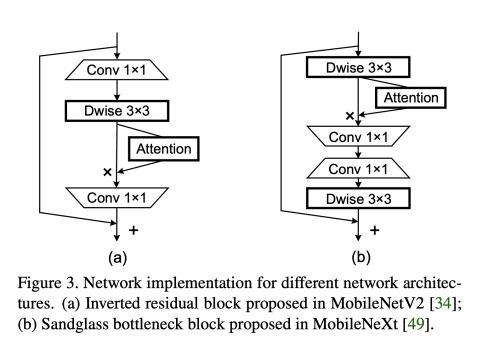 Conv 1×1
Dwise 3×3
Attention
×
Conv 1×1
+
(a)
Dwise 3×3
Attention
×
Conv 1×1
Conv 1×1
Dwise 3×3
+
(b)
Figure 3. Network implementation for different network architec-
tures. (a) Inverted residual block proposed in MobileNetV2 [34];
(b) Sandglass bottleneck block proposed in MobileNeXt [49].